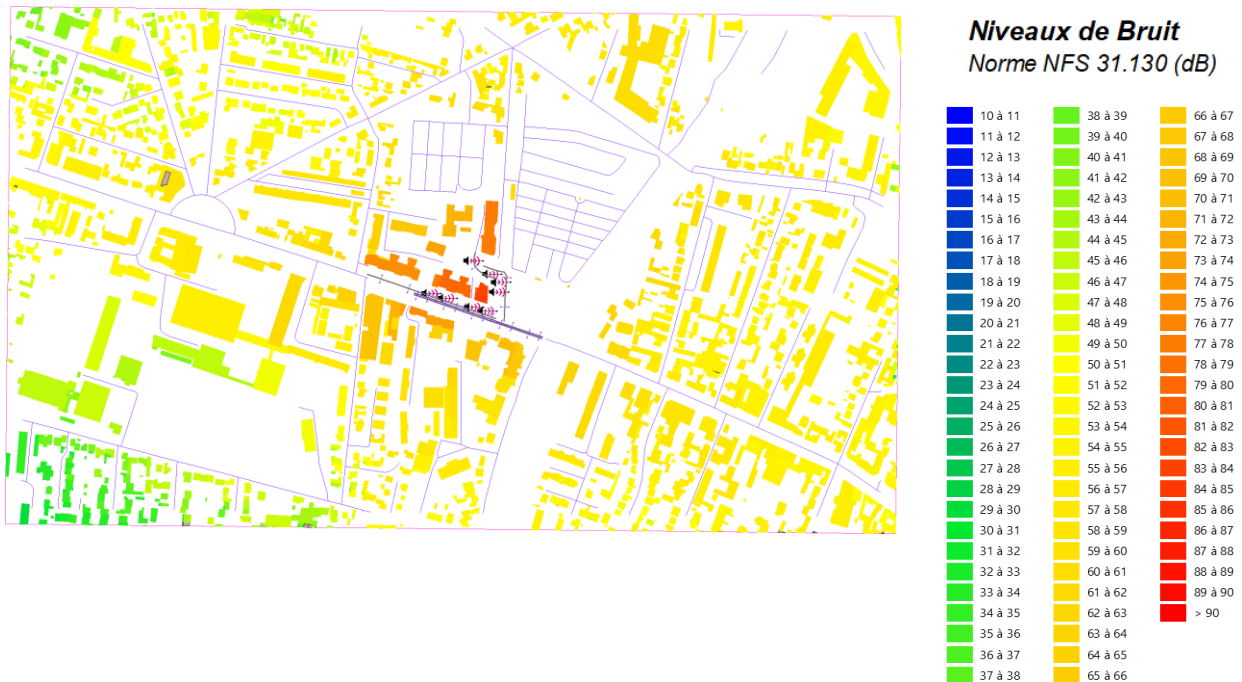 Niveaux de Bruit
Norme NFS 31.130 (dB)
10 à 11
11 à 12
12 à 13
13 à 14
14 à 15
15 à 16
16 à 17
17 à 18
18 à 19
19 à 20
20 à 21
21 à 22
22 à 23
23 à 24
24 à 25
25 à 26
26 à 27
27 à 28
28 à 29
29 à 30
30 à 31
31 à 32
32 à 33
33 à 34
34 à 35
35 à 36
36 à 37
37 à 38
38 à 39
39 à 40
40 à 41
41 à 42
42 à 43
43 à 44
44 à 45
45 à 46
46 à 47
47 à 48
48 à 49
49 à 50
50 à 51
51 à 52
52 à 53
53 à 54
54 à 55
55 à 56
56 à 57
57 à 58
58 à 59
59 à 60
60 à 61
61 à 62
62 à 63
63 à 64
64 à 65
65 à 66
66 à 67
67 à 68
68 à 69
69 à 70
70 à 71
71 à 72
72 à 73
73 à 74
74 à 75
75 à 76
76 à 77
77 à 78
78 à 79
79 à 80
80 à 81
81 à 82
82 à 83
83 à 84
84 à 85
85 à 86
86 à 87
87 à 88
88 à 89
89 à 90
> 90